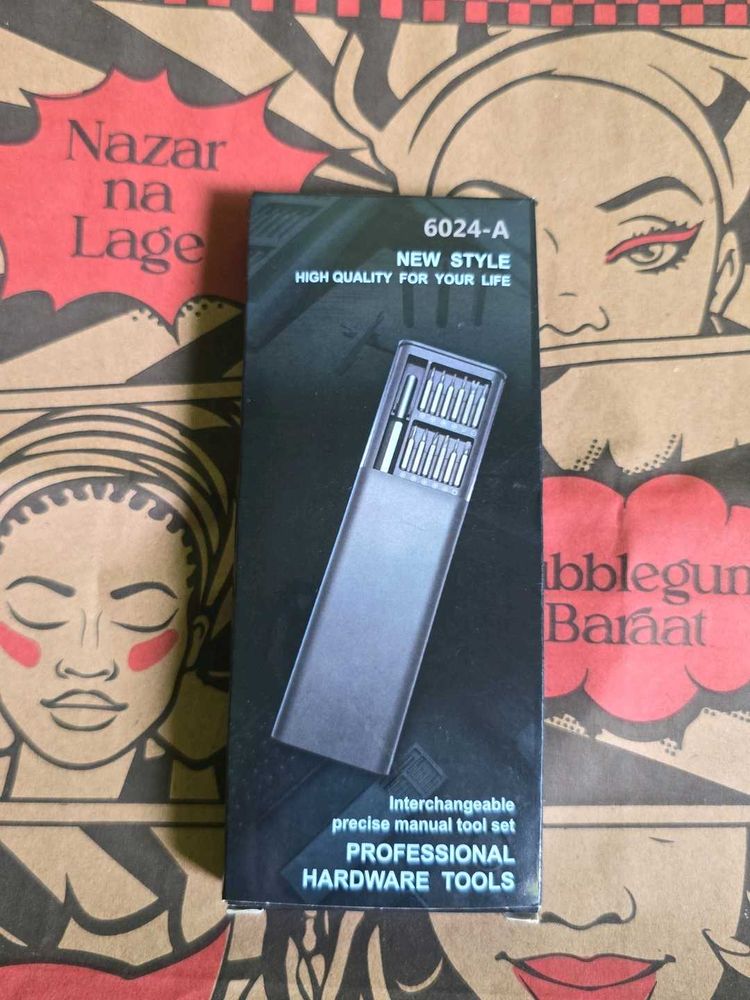 Nazar
na
Lage
6024-A
NEW STYLE
HIGH QUALITY FOR YOUR LIFE
Baraat
Interchangeable
precise manual tool set
PROFESSIONAL
HARDWARE TOOLS